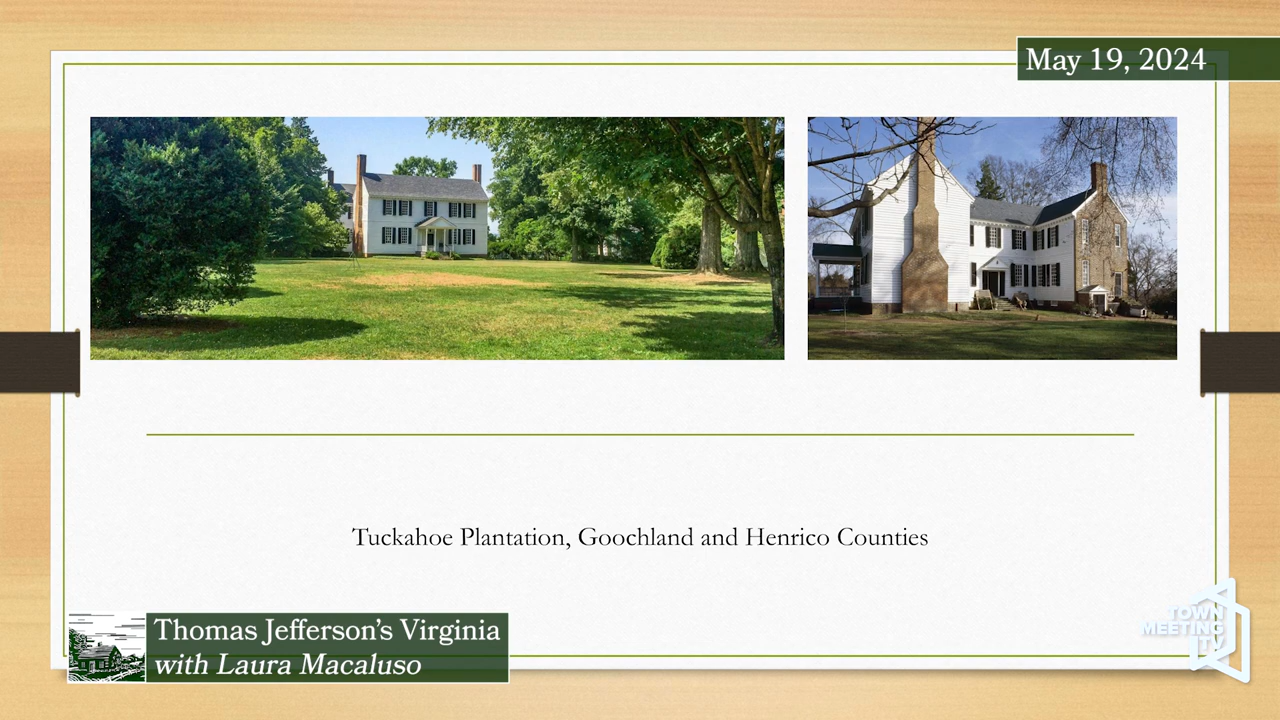 May 19, 2024
Tuckahoe Plantation, Goochland and Henrico Counties
Thomas Jefferson's Virginia
with Laura Macaluso
TOWN
MEETING
TV